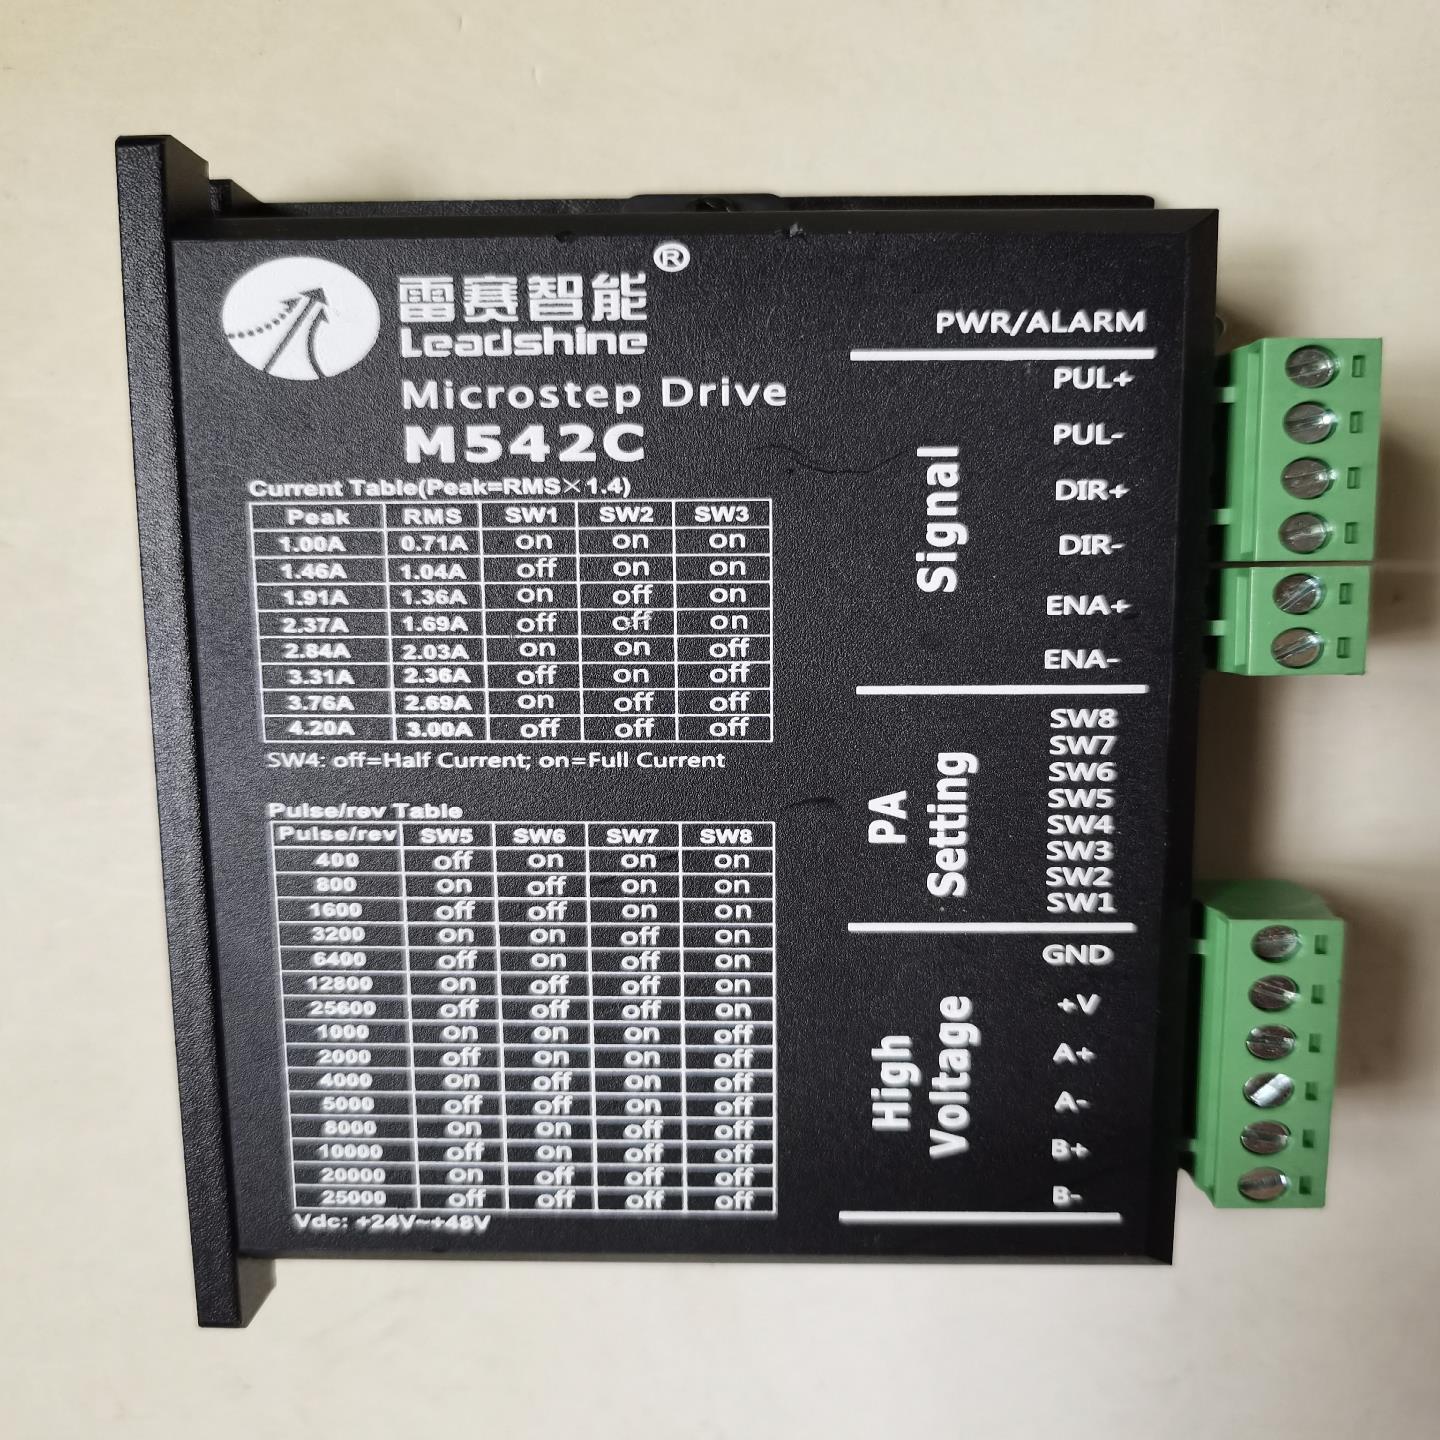 雷赛智能®
Leadshine
Microstep Drive
M542C
Current Table(Peak=RMS×1.4)
Peak RMS SW1 SW2 SW3
1.00A 0.71A on on on
1.46A 1.04A off on on
1.91A 1.36A on off on
2.37A 1.69A off off on
2.84A 2.03A on on off
3.31A 2.36A off on off
3.76A 2.69A on off off
4.20A 3.00A off off off
SW4: off=Half Current; on=Full Current
Pulse/rev Table
Pulse/rev SW5 SW6 SW7 SW8
400 off on on on
800 on off on on
1600 off off on on
3200 on on off on
6400 off on off on
12800 on off off on
25600 off off off on
1000 on on on off
2000 off on on off
4000 on off on off
5000 off off on off
8000 on on off off
10000 off on off off
20000 on off off off
25000 off off off off
Vdc: +24V~+48V
PWR/ALARM
Signal
PUL+
PUL-
DIR+
DIR-
ENA+
ENA-
PA
Setting
SW8
SW7
SW6
SW5
SW4
SW3
SW2
SW1
High
Voltage
GND
+V
A+
A-
B+
B-